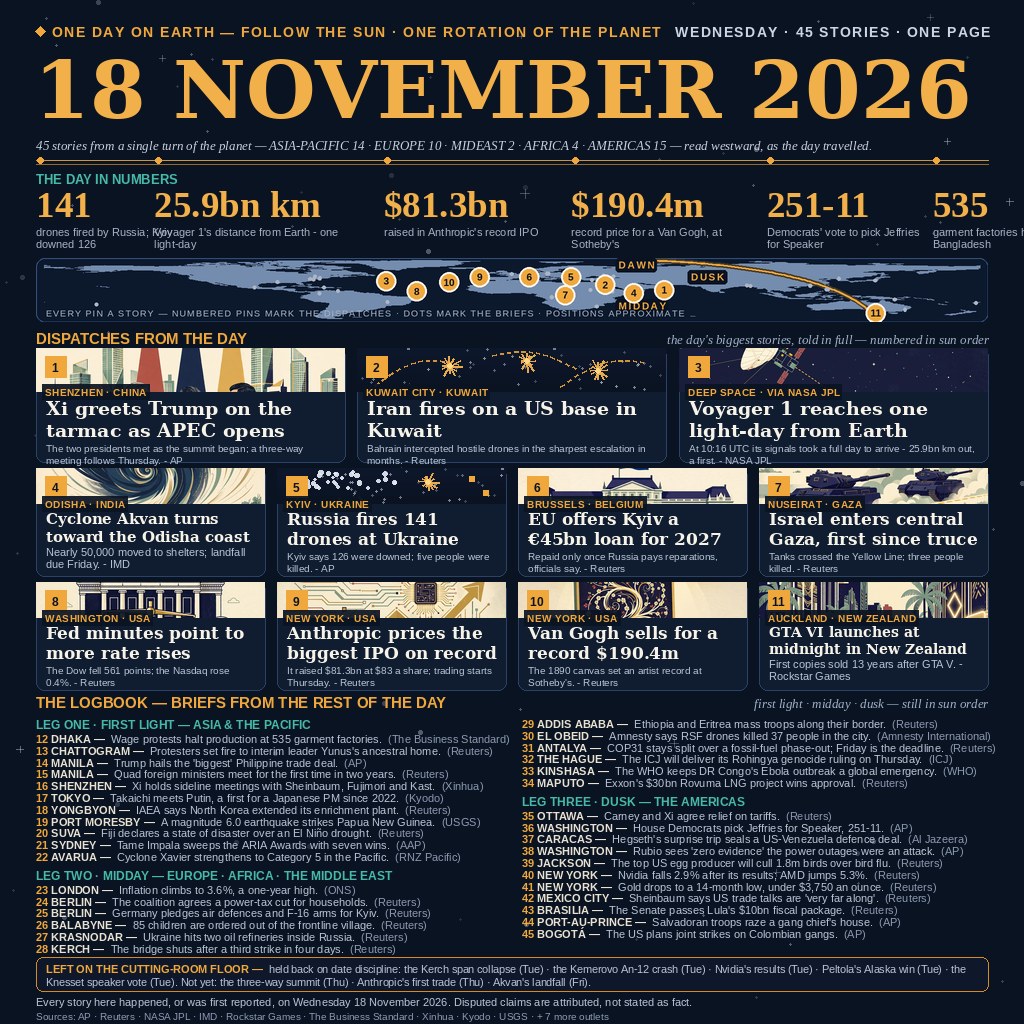 ONE DAY ON EARTH — FOLLOW THE SUN · ONE ROTATION OF THE PLANET
WEDNESDAY · 45 STORIES · ONE PAGE
18 NOVEMBER 2026
45 stories from a single turn of the planet — ASIA-PACIFIC 14 · EUROPE 10 · MIDEAST 2 · AFRICA 4 · AMERICAS 15 — read westward, as the day travelled.
THE DAY IN NUMBERS
141
drones fired by Russia; Kyiv
downed 126
25.9bn km
Voyager 1's distance from Earth - one
light-day
$81.3bn
raised in Anthropic's record IPO
$190.4m
record price for a Van Gogh, at
Sotheby's
251-11
Democrats' vote to pick Jeffries
for Speaker
535
garment factories h
Bangladesh
DAWN
DUSK
MIDDAY
3
8
10
9
6
5
7
2
4
1
11
EVERY PIN A STORY — NUMBERED PINS MARK THE DISPATCHES · DOTS MARK THE BRIEFS · POSITIONS APPROXIMATE
DISPATCHES FROM THE DAY
the day's biggest stories, told in full — numbered in sun order
1
SHENZHEN · CHINA
Xi greets Trump on the
tarmac as APEC opens
The two presidents met as the summit began; a three-way
meeting follows Thursday. - AP
2
KUWAIT CITY · KUWAIT
Iran fires on a US base in
Kuwait
Bahrain intercepted hostile drones in the sharpest escalation in
months. - Reuters
3
DEEP SPACE · VIA NASA JPL
Voyager 1 reaches one
light-day from Earth
At 10:16 UTC its signals took a full day to arrive - 25.9bn km out,
a first. - NASA JPL
4
ODISHA · INDIA
Cyclone Akvan turns
toward the Odisha coast
Nearly 50,000 moved to shelters; landfall
due Friday. - IMD
5
KYIV · UKRAINE
Russia fires 141
drones at Ukraine
Kyiv says 126 were downed; five people were
killed. - AP
6
BRUSSELS · BELGIUM
EU offers Kyiv a
€45bn loan for 2027
Repaid only once Russia pays reparations,
officials say. - Reuters
7
NUSEIRAT · GAZA
Israel enters central
Gaza, first since truce
Tanks crossed the Yellow Line; three people
killed. - Reuters
8
WASHINGTON · USA
Fed minutes point to
more rate rises
The Dow fell 561 points; the Nasdaq rose
0.4%. - Reuters
9
NEW YORK · USA
Anthropic prices the
biggest IPO on record
It raised $81.3bn at $83 a share; trading starts
Thursday. - Reuters
10
NEW YORK · USA
Van Gogh sells for a
record $190.4m
The 1890 canvas set an artist record at
Sotheby's. - Reuters
11
AUCKLAND · NEW ZEALAND
GTA VI launches at
midnight in New Zealand
First copies sold 13 years after GTA V. -
Rockstar Games
THE LOGBOOK — BRIEFS FROM THE REST OF THE DAY
first light · midday · dusk — still in sun order
LEG ONE · FIRST LIGHT — ASIA & THE PACIFIC
12 DHAKA — Wage protests halt production at 535 garment factories. (The Business Standard)
13 CHATTOGRAM — Protesters set fire to interim leader Yunus's ancestral home. (Reuters)
14 MANILA — Trump hails the 'biggest' Philippine trade deal. (AP)
15 MANILA — Quad foreign ministers meet for the first time in two years. (Reuters)
16 SHENZHEN — Xi holds sideline meetings with Sheinbaum, Fujimori and Kast. (Xinhua)
17 TOKYO — Takaichi meets Putin, a first for a Japanese PM since 2022. (Kyodo)
18 YONGBYON — IAEA says North Korea extended its enrichment plant. (Reuters)
19 PORT MORESBY — A magnitude 6.0 earthquake strikes Papua New Guinea. (USGS)
20 SUVA — Fiji declares a state of disaster over an El Niño drought. (Reuters)
21 SYDNEY — Tame Impala sweeps the ARIA Awards with seven wins. (AAP)
22 AVARUA — Cyclone Xavier strengthens to Category 5 in the Pacific. (RNZ Pacific)
LEG TWO · MIDDAY — EUROPE · AFRICA · THE MIDDLE EAST
23 LONDON — Inflation climbs to 3.6%, a one-year high. (ONS)
24 BERLIN — The coalition agrees a power-tax cut for households. (Reuters)
25 BERLIN — Germany pledges air defences and F-16 arms for Kyiv. (Reuters)
26 BALABYNE — 85 children are ordered out of the frontline village. (Reuters)
27 KRASNODAR — Ukraine hits two oil refineries inside Russia. (Reuters)
28 KERCH — The bridge shuts after a third strike in four days. (Reuters)
29 ADDIS ABABA — Ethiopia and Eritrea mass troops along their border. (Reuters)
30 EL OBEID — Amnesty says RSF drones killed 37 people in the city. (Amnesty International)
31 ANTALYA — COP31 stays split over a fossil-fuel phase-out; Friday is the deadline. (Reuters)
32 THE HAGUE — The ICJ will deliver its Rohingya genocide ruling on Thursday. (ICJ)
33 KINSHASA — The WHO keeps DR Congo's Ebola outbreak a global emergency. (WHO)
34 MAPUTO — Exxon's $30bn Rovuma LNG project wins approval. (Reuters)
LEG THREE · DUSK — THE AMERICAS
35 OTTAWA — Carney and Xi agree relief on tariffs. (Reuters)
36 WASHINGTON — House Democrats pick Jeffries for Speaker, 251-11. (AP)
37 CARACAS — Hegseth's surprise trip seals a US-Venezuela defence deal. (Al Jazeera)
38 WASHINGTON — Rubio sees 'zero evidence' the power outages were an attack. (AP)
39 JACKSON — The top US egg producer will cull 1.8mn birds over bird flu. (Reuters)
40 NEW YORK — Nvidia falls 2.9% after its results; AMD jumps 5.3%. (Reuters)
41 NEW YORK — Gold drops to a 14-month low, under $3,750 an ounce. (Reuters)
42 MEXICO CITY — Sheinbaum says US trade talks are 'very far along'. (Reuters)
43 BRASILIA — The Senate passes Lula's $10bn fiscal package. (Reuters)
44 PORT-AU-PRINCE — Salvadoran troops raze a gang chief's house. (AP)
45 BOGOTÁ — The US plans joint strikes on Colombian gangs. (AP)
LEFT ON THE CUTTING-ROOM FLOOR — held back on date discipline: the Kerch span collapse (Tue) · the Kemerovo An-12 crash (Tue) · Nvidia's results (Tue) · Peltola's Alaska win (Tue) · the
Knesset speaker vote (Tue). Not yet: the three-way summit (Thu) · Anthropic's first trade (Thu) · Akvan's landfall (Fri).
Every story here happened, or was first reported, on Wednesday 18 November 2026. Disputed claims are attributed, not stated as fact.
Sources: AP · Reuters · NASA JPL · IMD · Rockstar Games · The Business Standard · Xinhua · Kyodo · USGS · + 7 more outlets